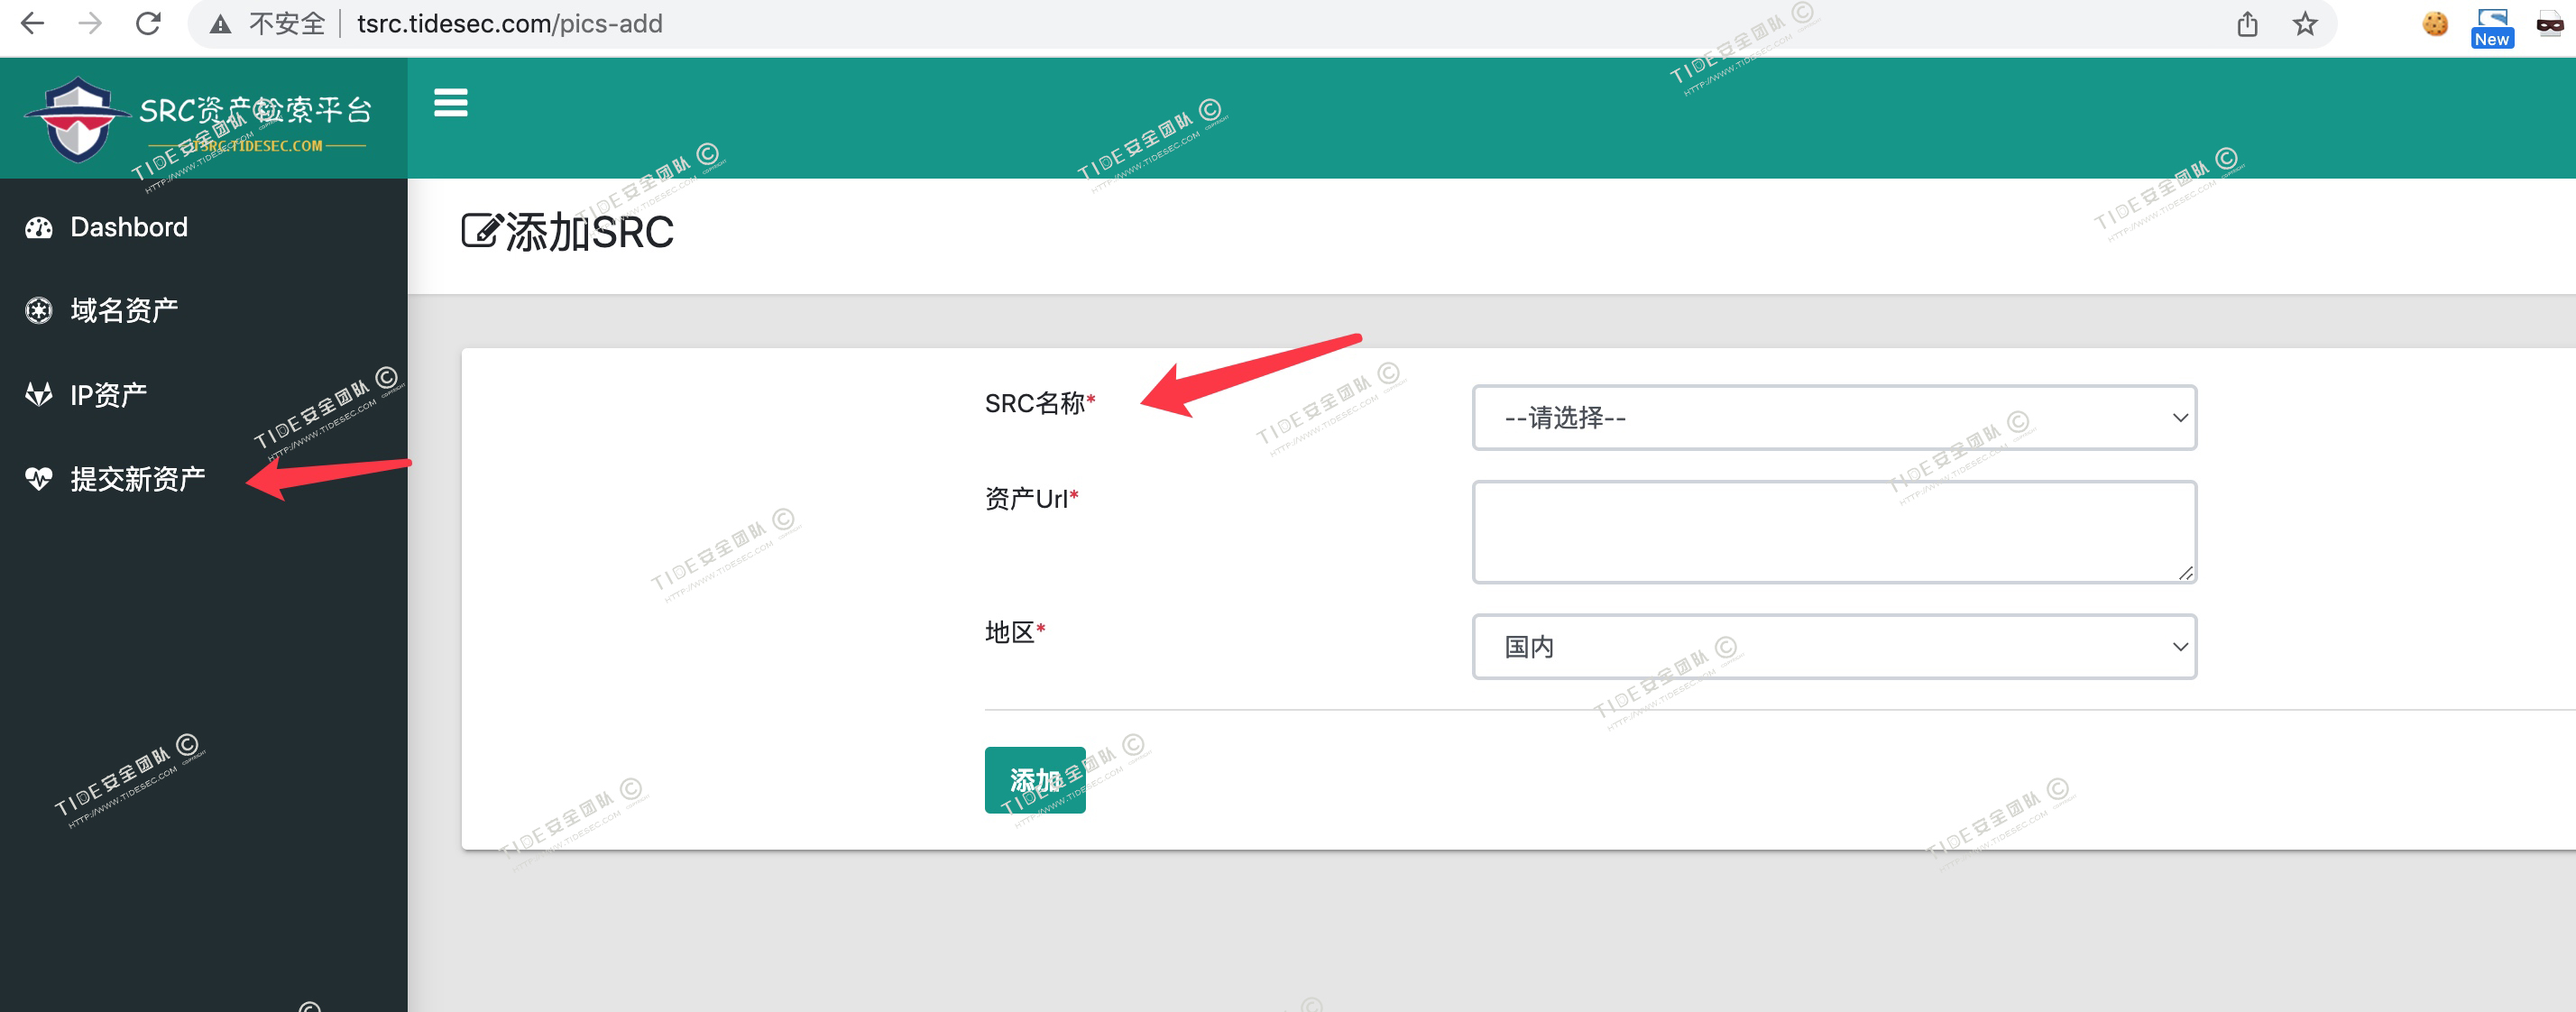 不安全 tsrc.tidesec.com/pics-add
New
SRC资产检索平台
TSRC.TIDESEC.COM
Dashbord
域名资产
IP资产
提交新资产
添加SRC
SRC名称*
--请选择--
资产Url*
地区*
国内
添加
TIDE安全团队 ©
HTTP://WWW.TIDESEC.COM COPYRIGHT